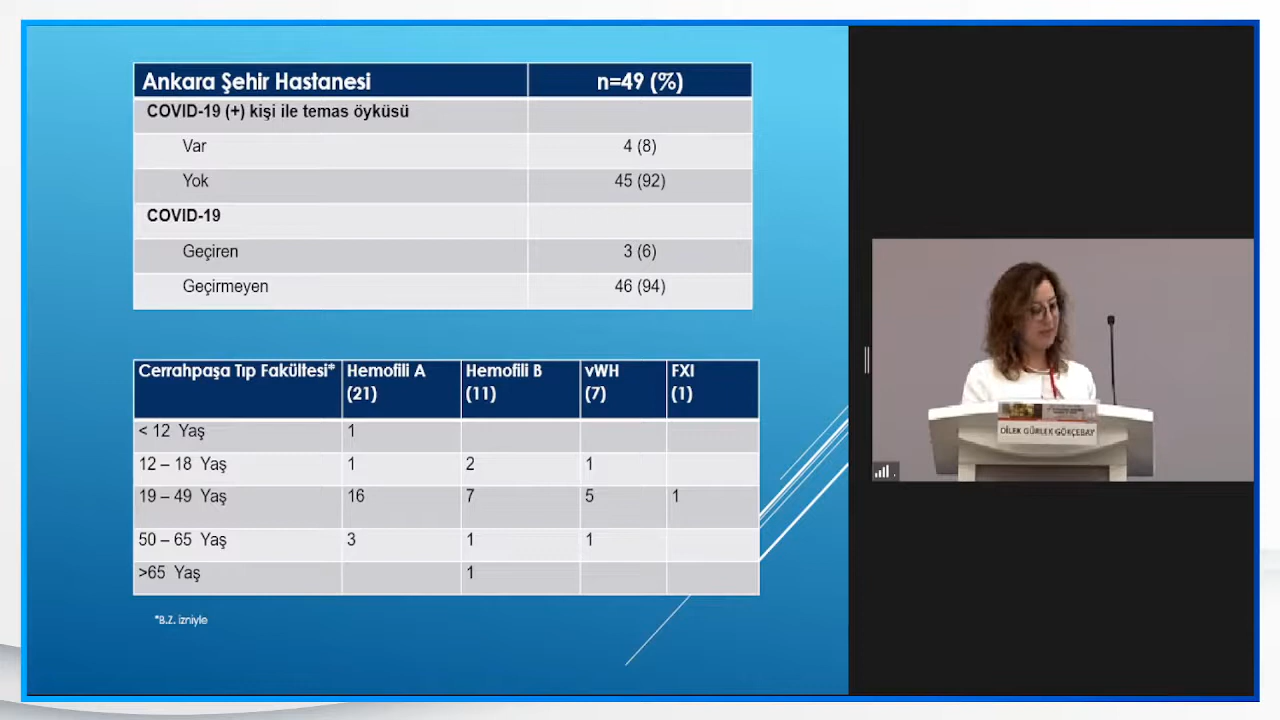 Ankara Şehir Hastanesi n=49 (%)
COVID-19 (+) kişi ile temas öyküsü
Var 4 (8)
Yok 45 (92)
COVID-19
Geçiren 3 (6)
Geçirmeyen 46 (94)
Cerrahpaşa Tıp Fakültesi* Hemofili A (21) Hemofili B (11) vWH (7) FXI (1)
< 12 Yaş 1
12 – 18 Yaş 1 2 1
19 – 49 Yaş 16 7 5 1
50 – 65 Yaş 3 1 1
>65 Yaş 1
*B.Z. izniyle
DİLEK GÜRLEK GÖKÇEBAY